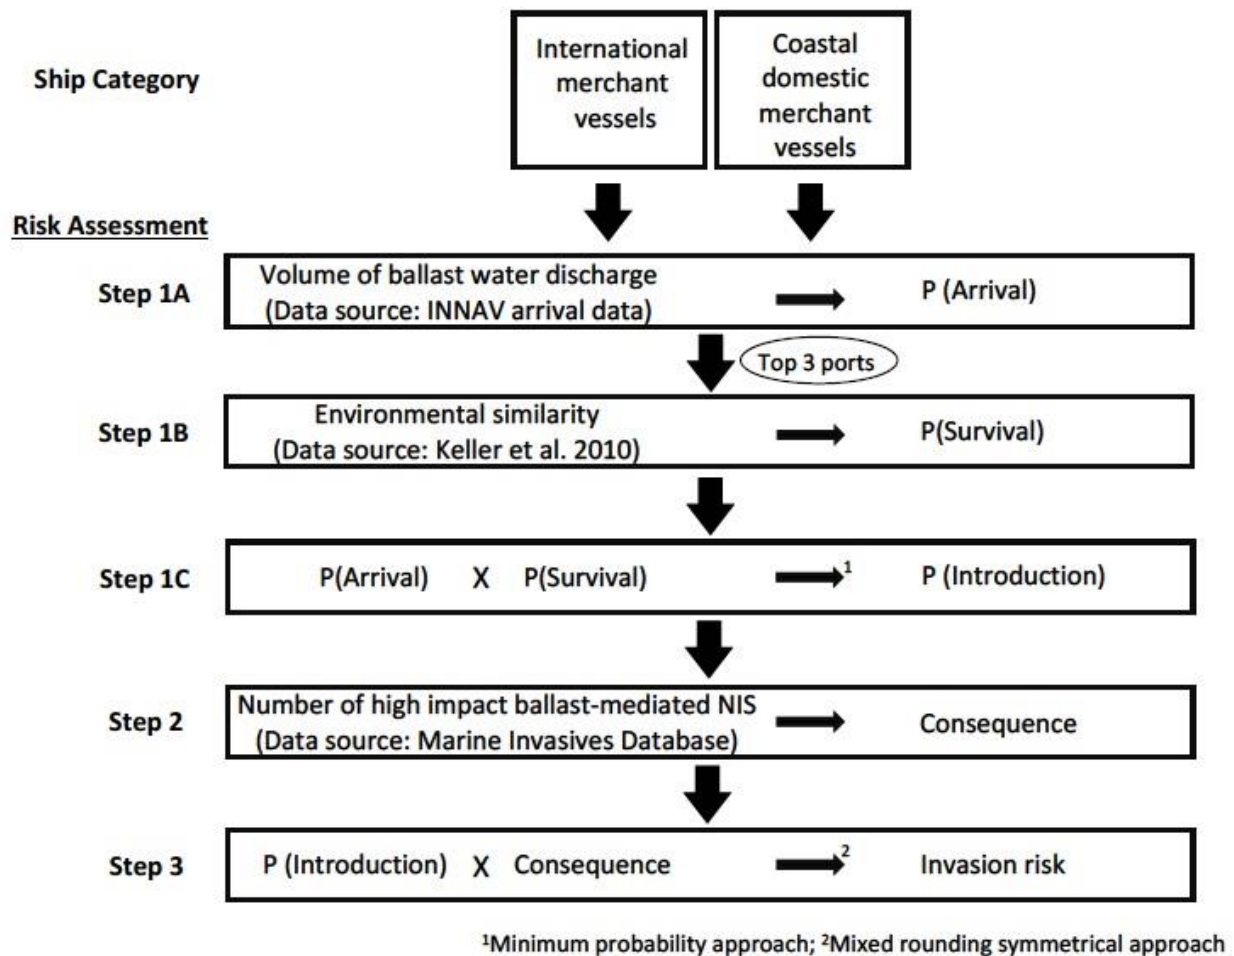 Ship Category
International
merchant
vessels
Coastal
domestic
merchant
vessels
Risk Assessment
Step 1A
Volume of ballast water discharge
(Data source: INNAV arrival data)
P (Arrival)
Top 3 ports
Step 1B
Environmental similarity
(Data source: Keller et al. 2010)
P(Survival)
Step 1C
P(Arrival) X P(Survival)
1
P (Introduction)
Step 2
Number of high impact ballast-mediated NIS
(Data source: Marine Invasives Database)
Consequence
Step 3
P (Introduction) X Consequence
2
Invasion risk
¹Minimum probability approach; ²Mixed rounding symmetrical approach